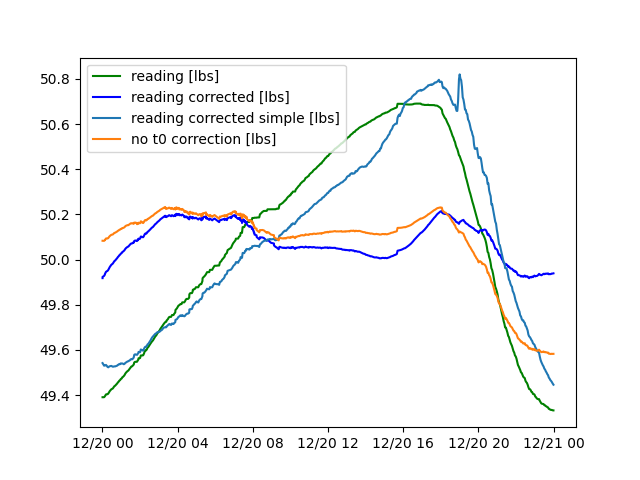 reading [lbs]
reading corrected [lbs]
reading corrected simple [lbs]
no t0 correction [lbs]
50.8
50.6
50.4
50.2
50.0
49.8
49.6
49.4
12/20 00 12/20 04 12/20 08 12/20 12 12/20 16 12/20 20 12/21 00